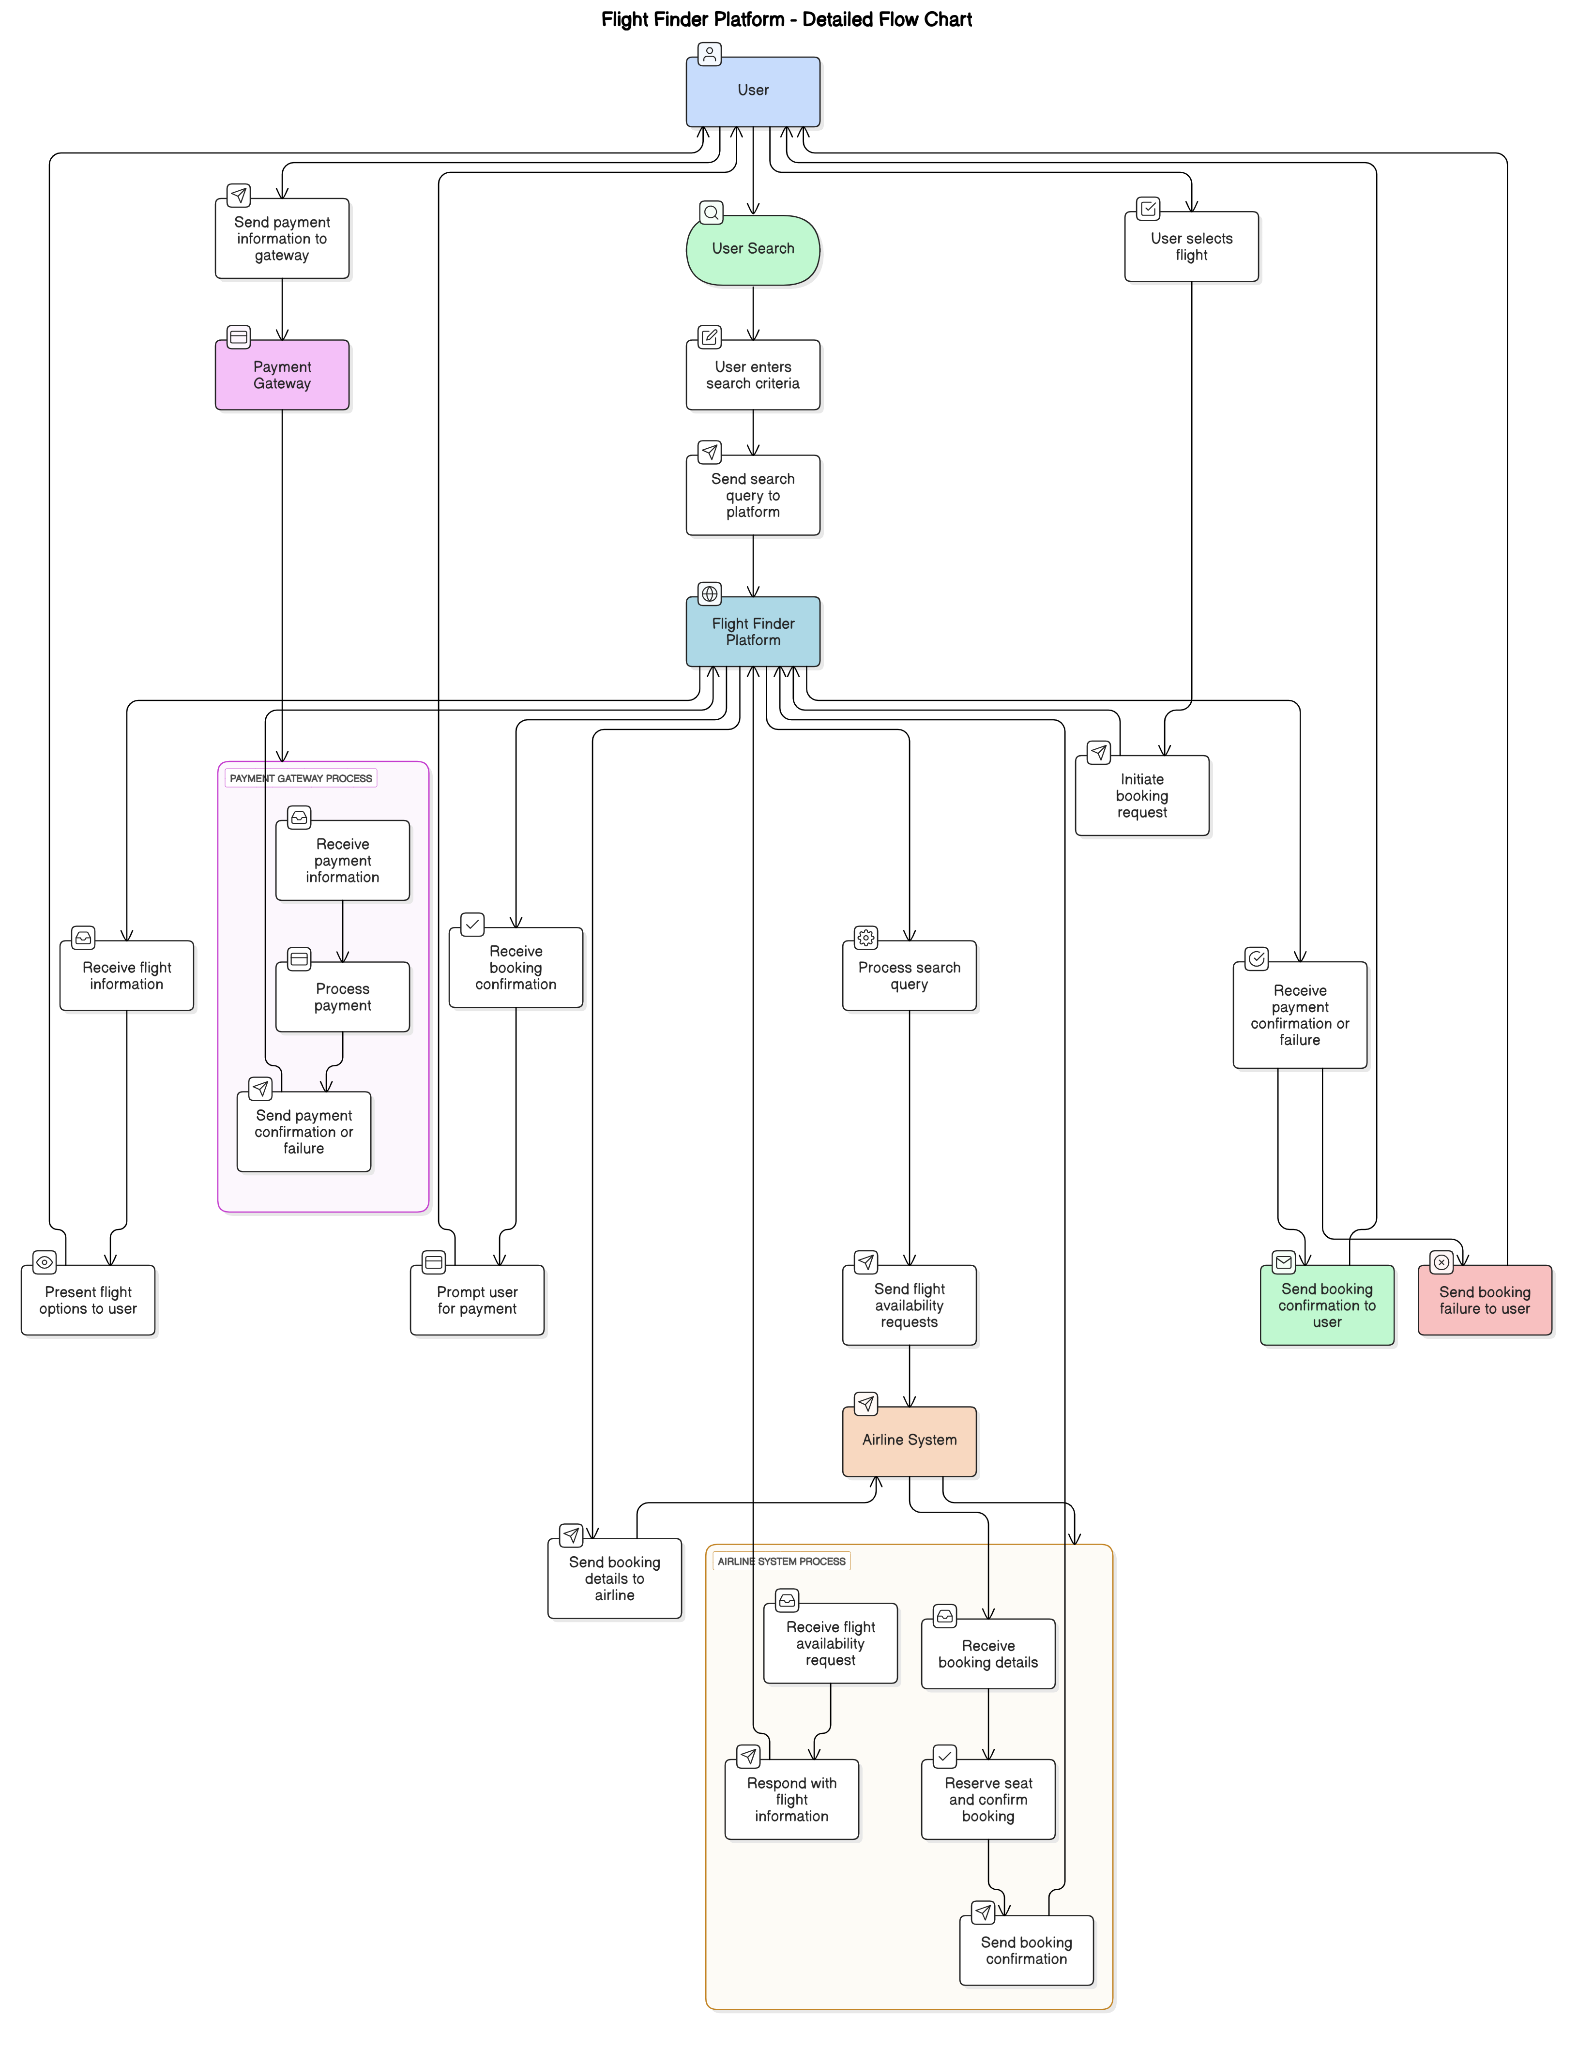 Flight Finder Platform - Detailed Flow Chart
User
Send payment
information to
gateway
User Search
User selects
flight
Payment
Gateway
User enters
search criteria
Send search
query to
platform
Flight Finder
Platform
PAYMENT GATEWAY PROCESS
Initiate
booking
request
Receive
payment
information
Receive flight
information
Receive
booking
confirmation
Process search
query
Process
payment
Receive
payment
confirmation or
failure
Send payment
confirmation or
failure
Present flight
options to user
Prompt user
for payment
Send flight
availability
requests
Send booking
confirmation to
user
Send booking
failure to user
Airline System
Send booking
details to
airline
AIRLINE SYSTEM PROCESS
Receive flight
availability
request
Receive
booking details
Respond with
flight
information
Reserve seat
and confirm
booking
Send booking
confirmation